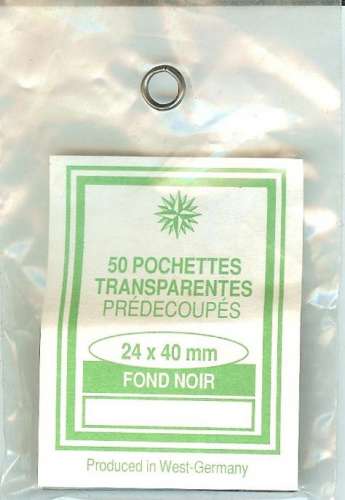 50 POCHETTES
TRANSPARENTES
PRÉDECOUPÉS
24 x 40 mm
FOND NOIR
Produced in West-Germany